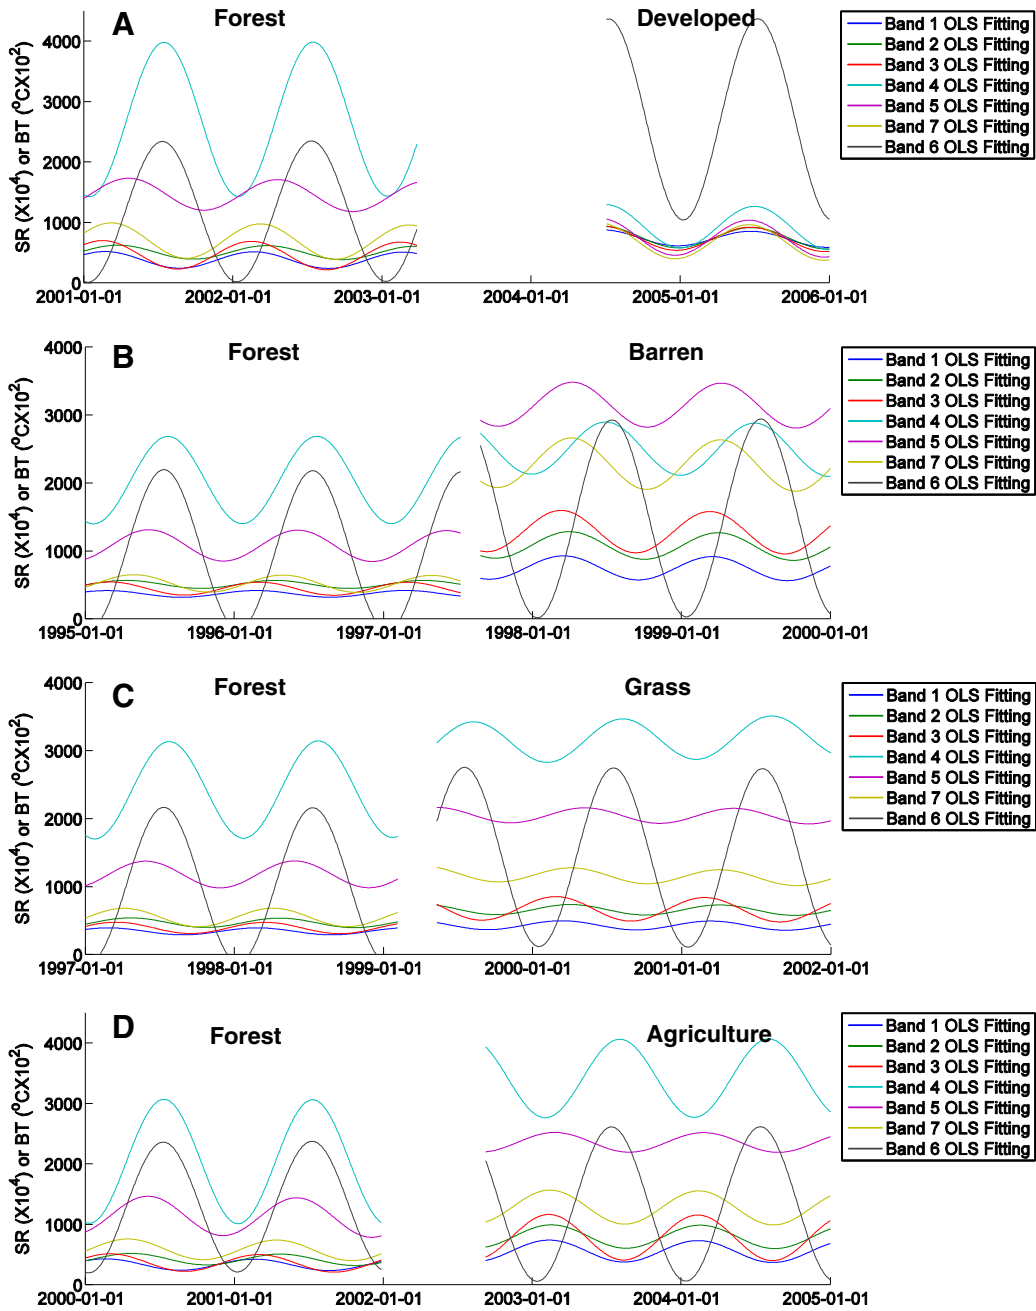 A
Forest
Developed
SR (X10⁴) or BT (⁰CX10²)
4000
3000
2000
1000
0
2001-01-01
2002-01-01
2003-01-01
2004-01-01
2005-01-01
2006-01-01
Band 1 OLS Fitting
Band 2 OLS Fitting
Band 3 OLS Fitting
Band 4 OLS Fitting
Band 5 OLS Fitting
Band 7 OLS Fitting
Band 6 OLS Fitting
B
Forest
Barren
SR (X10⁴) or BT (⁰CX10²)
4000
3000
2000
1000
0
1995-01-01
1996-01-01
1997-01-01
1998-01-01
1999-01-01
2000-01-01
Band 1 OLS Fitting
Band 2 OLS Fitting
Band 3 OLS Fitting
Band 4 OLS Fitting
Band 5 OLS Fitting
Band 7 OLS Fitting
Band 6 OLS Fitting
C
Forest
Grass
SR (X10⁴) or BT (⁰CX10²)
4000
3000
2000
1000
0
1997-01-01
1998-01-01
1999-01-01
2000-01-01
2001-01-01
2002-01-01
Band 1 OLS Fitting
Band 2 OLS Fitting
Band 3 OLS Fitting
Band 4 OLS Fitting
Band 5 OLS Fitting
Band 7 OLS Fitting
Band 6 OLS Fitting
D
Forest
Agriculture
SR (X10⁴) or BT (⁰CX10²)
4000
3000
2000
1000
0
2000-01-01
2001-01-01
2002-01-01
2003-01-01
2004-01-01
2005-01-01
Band 1 OLS Fitting
Band 2 OLS Fitting
Band 3 OLS Fitting
Band 4 OLS Fitting
Band 5 OLS Fitting
Band 7 OLS Fitting
Band 6 OLS Fitting